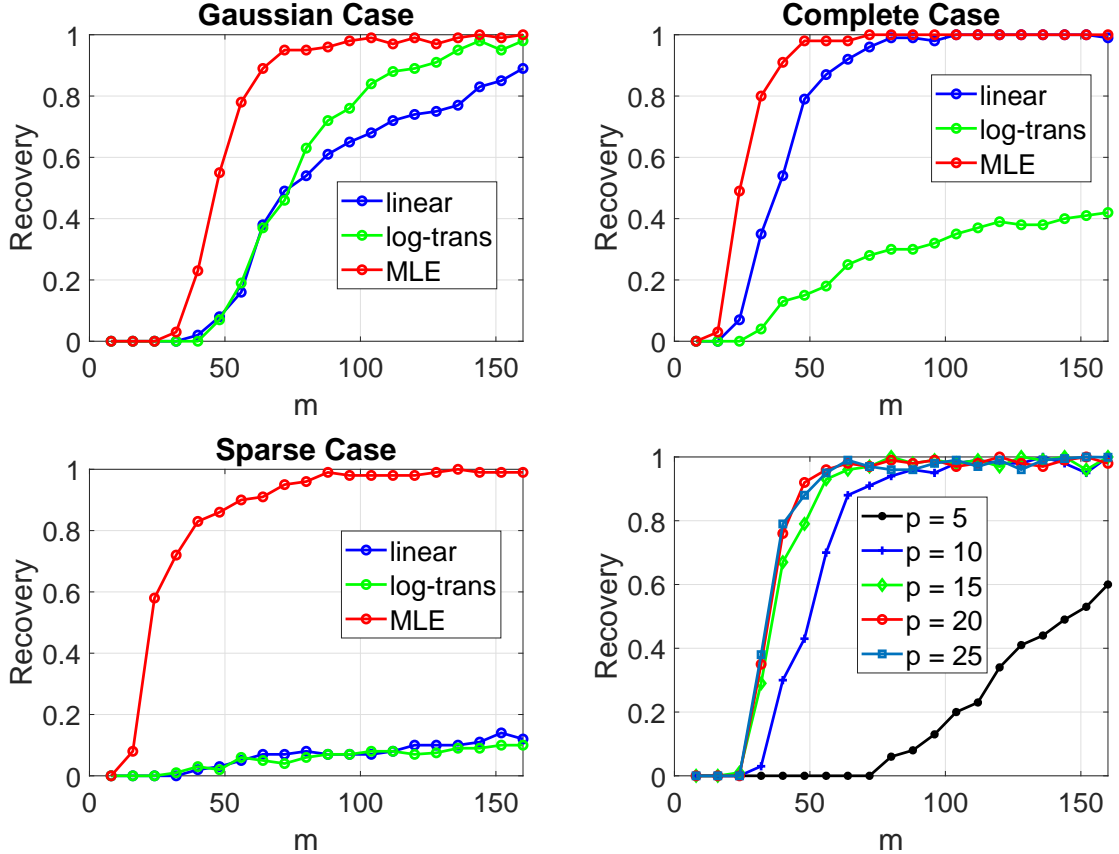 Gaussian Case
Recovery
1
0.8
0.6
0.4
0.2
0
0
50
100
150
m
linear
log-trans
MLE
Complete Case
Recovery
1
0.8
0.6
0.4
0.2
0
0
50
100
150
m
linear
log-trans
MLE
Sparse Case
Recovery
1
0.8
0.6
0.4
0.2
0
0
50
100
150
m
linear
log-trans
MLE
Recovery
1
0.8
0.6
0.4
0.2
0
0
50
100
150
m
p = 5
p = 10
p = 15
p = 20
p = 25